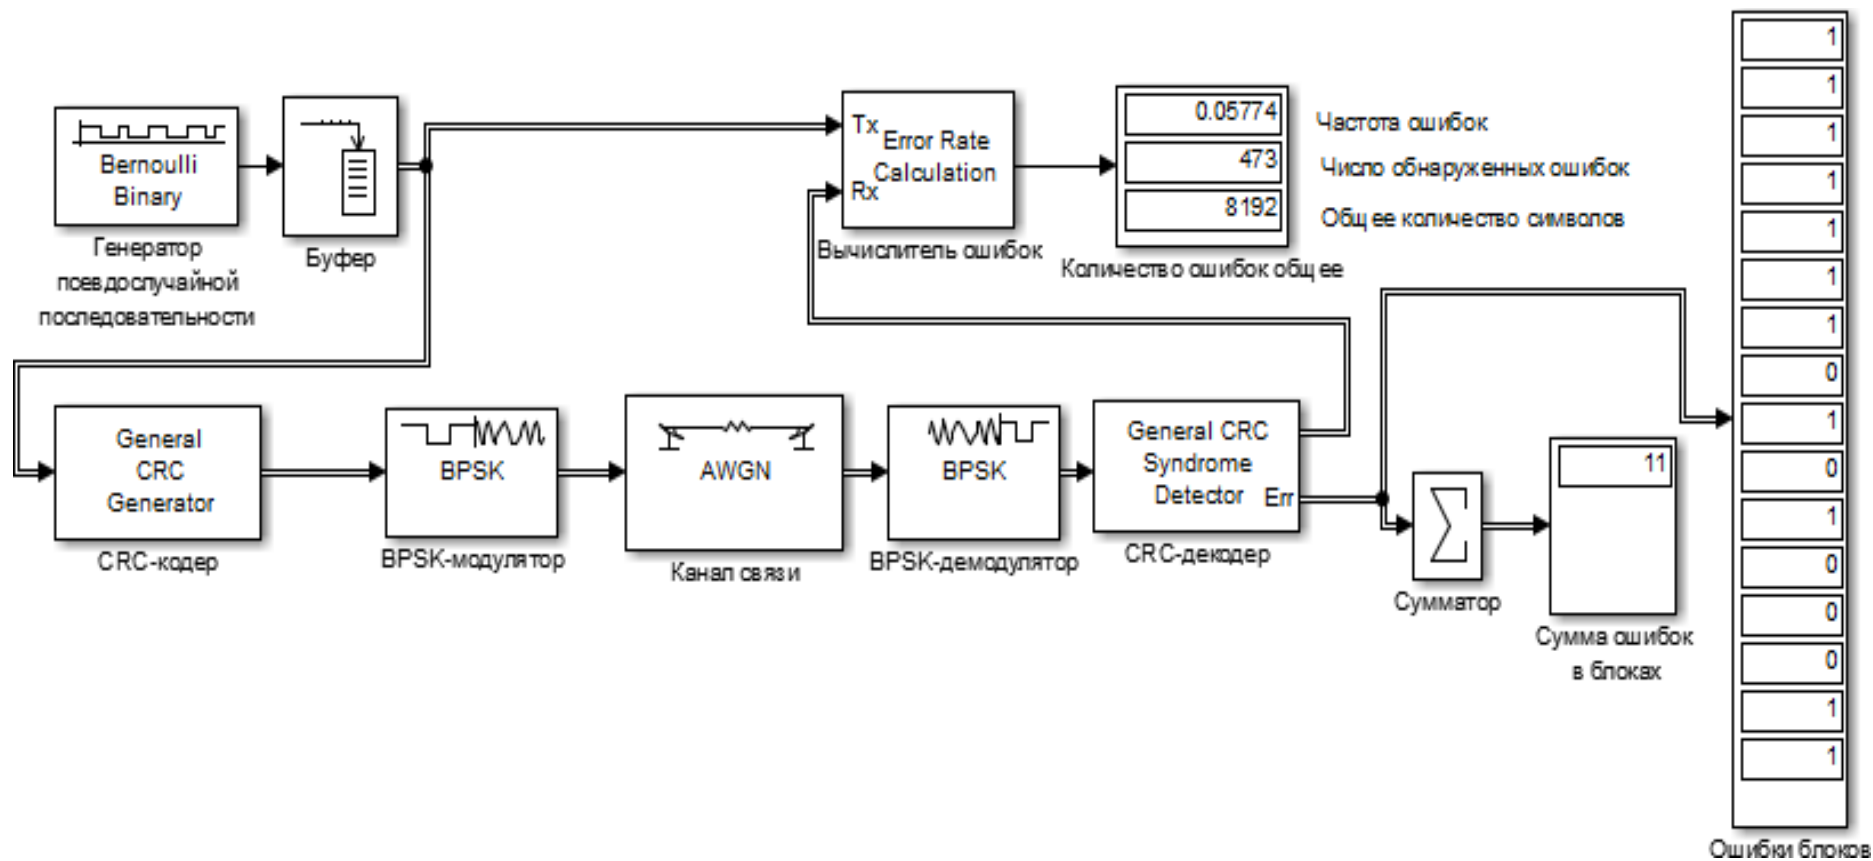 Bernoulli
Binary
Генератор
псевдослучайной
последовательности
Буфер
Tx
Error Rate
Calculation
Rx
Вычислитель ошибок
0.05774
473
8192
Количество ошибок общее
Частота ошибок
Число обнаруженных ошибок
Общее количество символов
General
CRC
Generator
CRC-кодер
BPSK
BPSK-модулятор
AWGN
Канал связи
BPSK
BPSK-демодулятор
General CRC
Syndrome
Detector
Err
CRC-декодер
Сумматор
11
Сумма ошибок
в блоках
1
1
1
1
1
1
1
0
1
0
1
0
0
0
1
1
Ошибки блоков